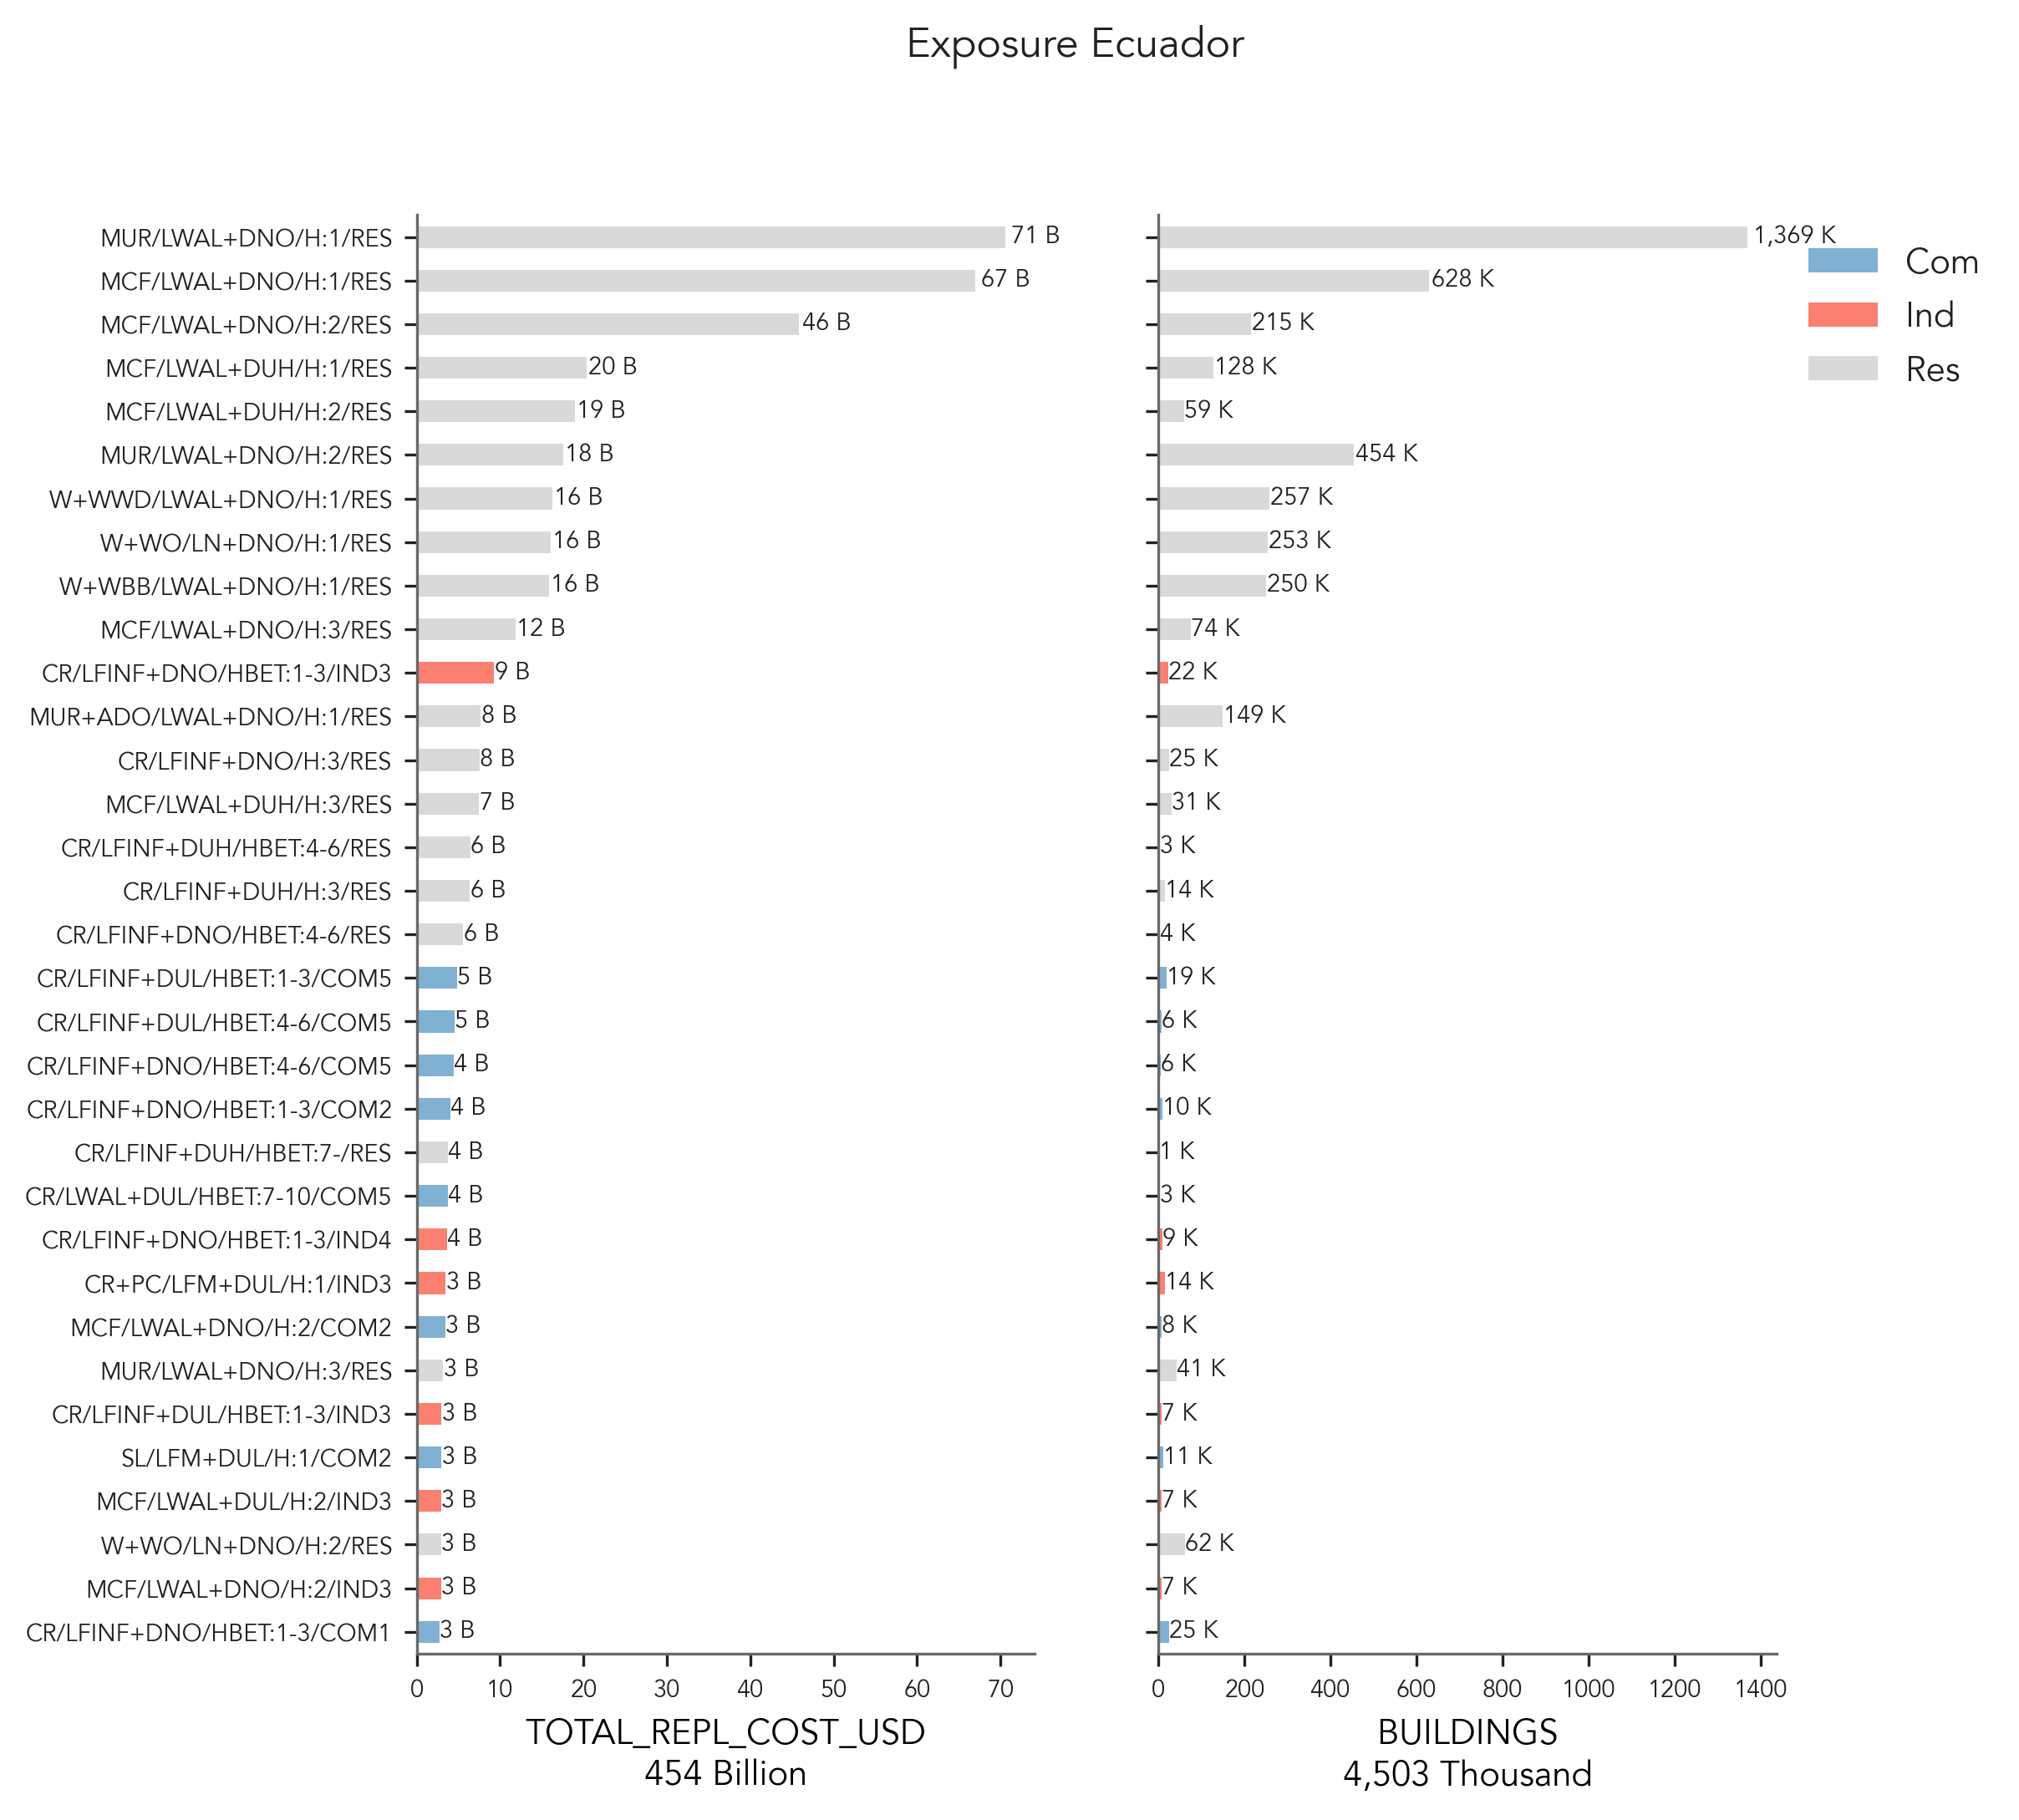 Exposure Ecuador
MUR/LWAL+DNO/H:1/RES 71 B 1,369 K
MCF/LWAL+DNO/H:1/RES 67 B 628 K
MCF/LWAL+DNO/H:2/RES 46 B 215 K
MCF/LWAL+DUH/H:1/RES 20 B 128 K
MCF/LWAL+DUH/H:2/RES 19 B 59 K
MUR/LWAL+DNO/H:2/RES 18 B 454 K
W+WWD/LWAL+DNO/H:1/RES 16 B 257 K
W+WO/LN+DNO/H:1/RES 16 B 253 K
W+WBB/LWAL+DNO/H:1/RES 16 B 250 K
MCF/LWAL+DNO/H:3/RES 12 B 74 K
CR/LFINF+DNO/HBET:1-3/IND3 9 B 22 K
MUR+ADO/LWAL+DNO/H:1/RES 8 B 149 K
CR/LFINF+DNO/H:3/RES 8 B 25 K
MCF/LWAL+DUH/H:3/RES 7 B 31 K
CR/LFINF+DUH/HBET:4-6/RES 6 B 3 K
CR/LFINF+DUH/H:3/RES 6 B 14 K
CR/LFINF+DNO/HBET:4-6/RES 6 B 4 K
CR/LFINF+DUL/HBET:1-3/COM5 5 B 19 K
CR/LFINF+DUL/HBET:4-6/COM5 5 B 6 K
CR/LFINF+DNO/HBET:4-6/COM5 4 B 6 K
CR/LFINF+DNO/HBET:1-3/COM2 4 B 10 K
CR/LFINF+DUH/HBET:7-/RES 4 B 1 K
CR/LWAL+DUL/HBET:7-10/COM5 4 B 3 K
CR/LFINF+DNO/HBET:1-3/IND4 4 B 9 K
CR+PC/LFM+DUL/H:1/IND3 3 B 14 K
MCF/LWAL+DNO/H:2/COM2 3 B 8 K
MUR/LWAL+DNO/H:3/RES 3 B 41 K
CR/LFINF+DUL/HBET:1-3/IND3 3 B 7 K
SL/LFM+DUL/H:1/COM2 3 B 11 K
MCF/LWAL+DUL/H:2/IND3 3 B 7 K
W+WO/LN+DNO/H:2/RES 3 B 62 K
MCF/LWAL+DNO/H:2/IND3 3 B 7 K
CR/LFINF+DNO/HBET:1-3/COM1 3 B 25 K
0 10 20 30 40 50 60 70
TOTAL_REPL_COST_USD
454 Billion
0 200 400 600 800 1000 1200 1400
BUILDINGS
4,503 Thousand
Com
Ind
Res